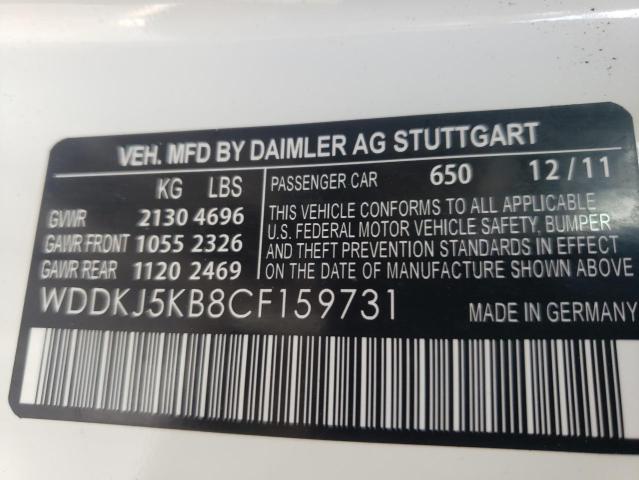 VEH. MFD BY DAIMLER AG STUTTGART
KG LBS
GVWR 2130 4696
GAWR FRONT 1055 2326
GAWR REAR 1120 2469
PASSENGER CAR 650 12/11
THIS VEHICLE CONFORMS TO ALL APPLICABLE
U.S. FEDERAL MOTOR VEHICLE SAFETY, BUMPER
AND THEFT PREVENTION STANDARDS IN EFFECT
ON THE DATE OF MANUFACTURE SHOWN ABOVE
WDDKJ5KB8CF159731
MADE IN GERMANY